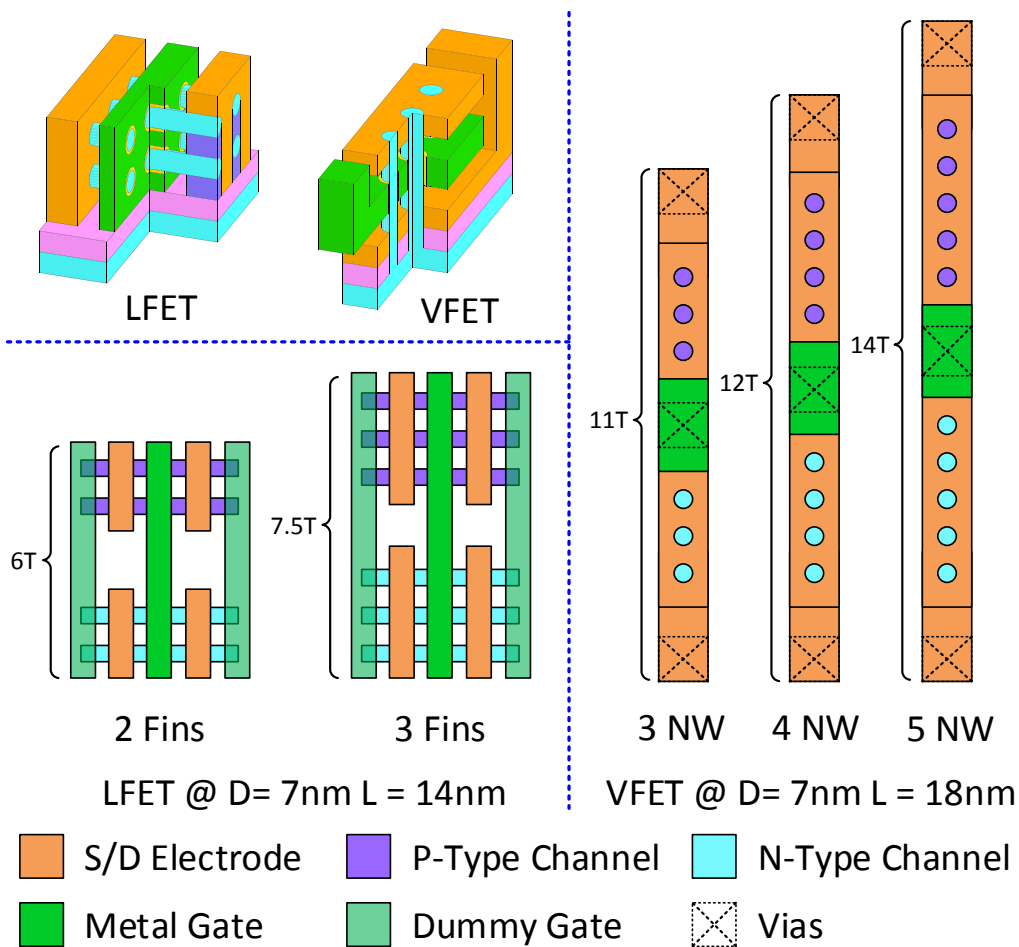 LFET
VFET
6T
7.5T
11T
12T
14T
2 Fins
3 Fins
3 NW
4 NW
5 NW
LFET @ D= 7nm L = 14nm
VFET @ D= 7nm L = 18nm
S/D Electrode
P-Type Channel
N-Type Channel
Metal Gate
Dummy Gate
Vias